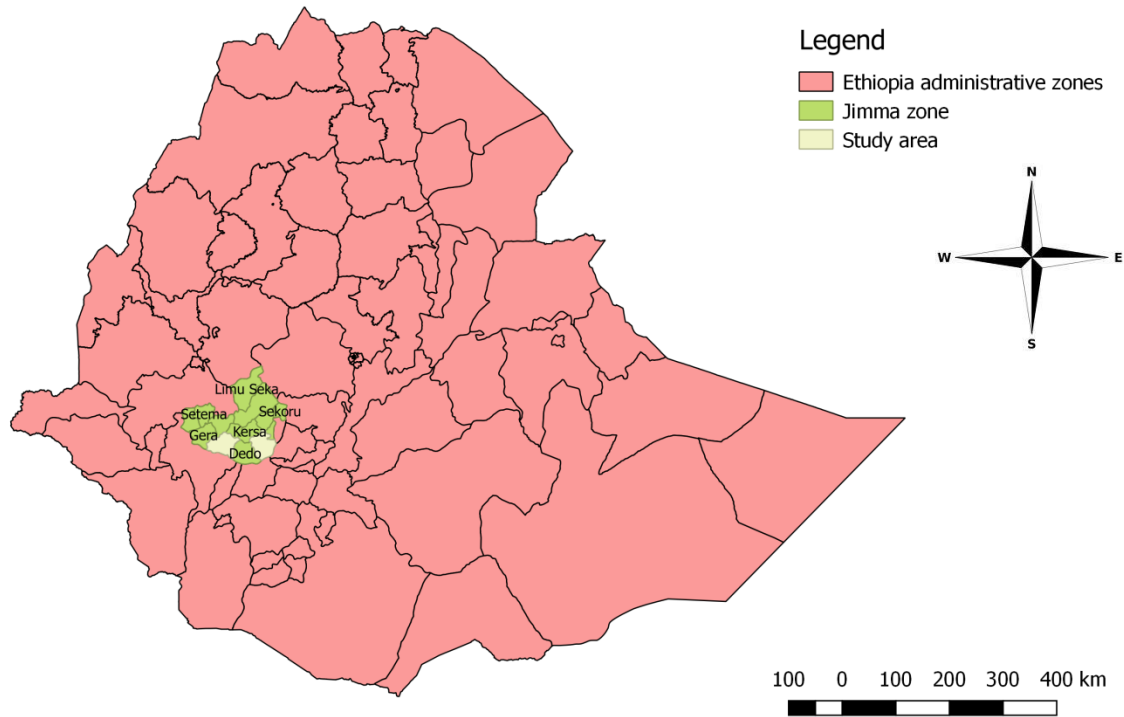 Legend
Ethiopia administrative zones
Jimma zone
Study area
N
W
E
S
Limu Seka
Setema
Sekoru
Gera
Kersa
Dedo
100 0 100 200 300 400 km